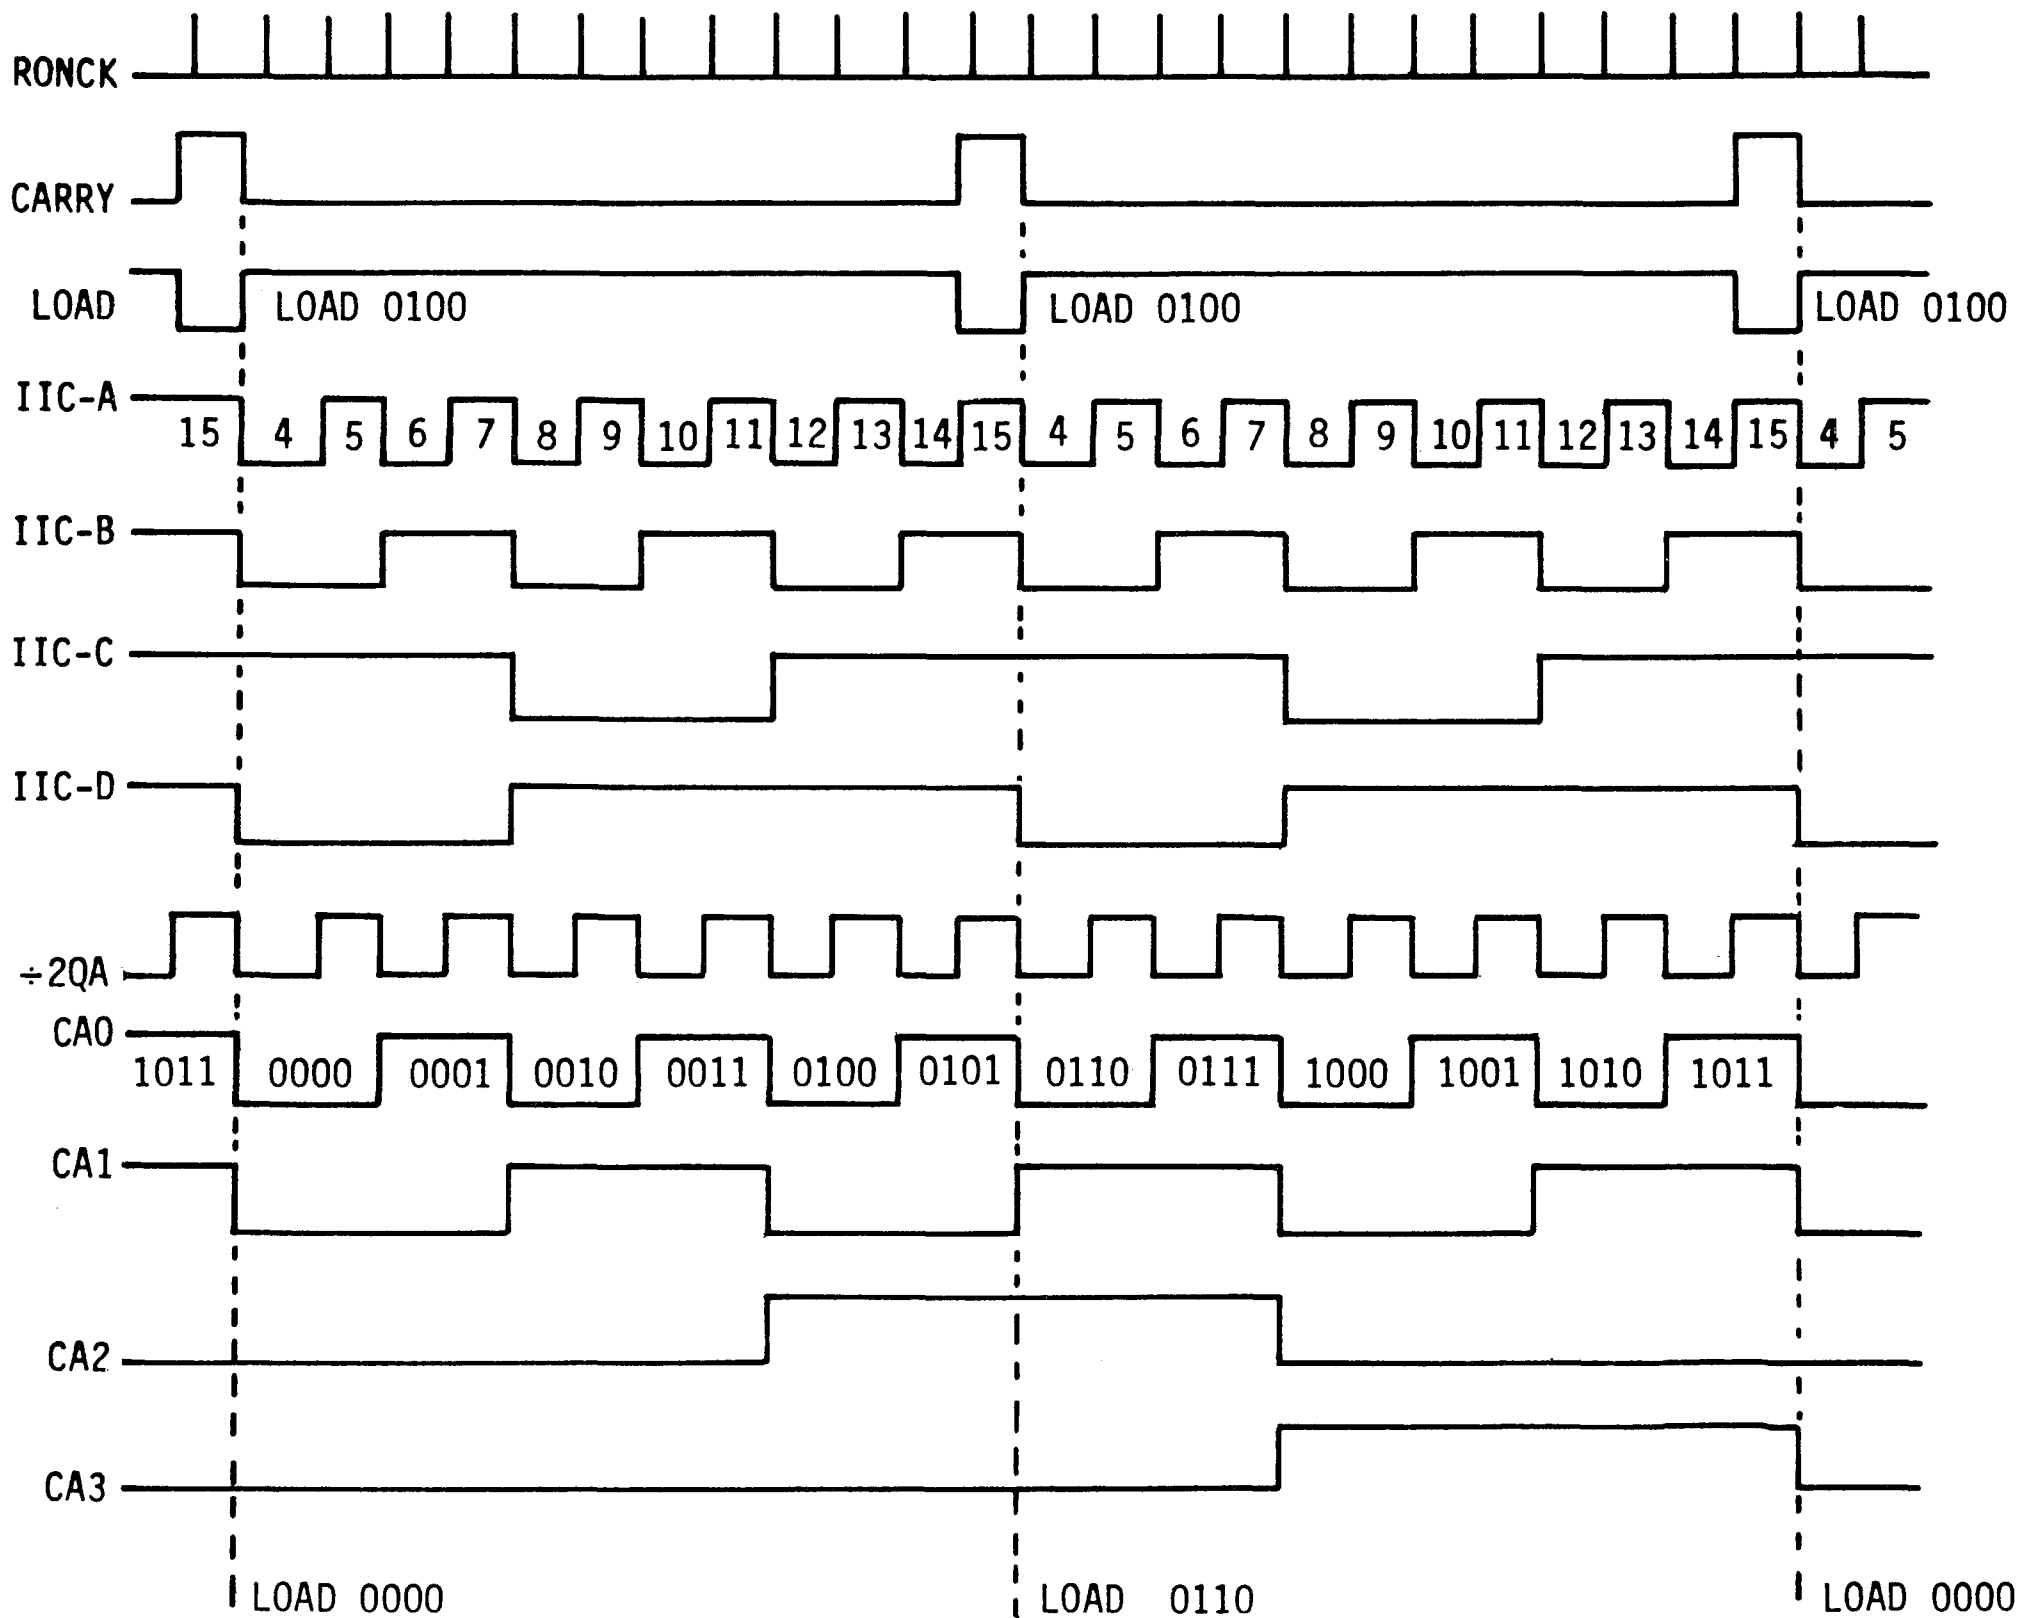 RONCK
CARRY
LOAD LOAD 0100 LOAD 0100 LOAD 0100
IIC-A
15 4 5 6 7 8 9 10 11 12 13 14 15 4 5 6 7 8 9 10 11 12 13 14 15 4 5
IIC-B
IIC-C
IIC-D
÷2QA
CA0
1011 0000 0001 0010 0011 0100 0101 0110 0111 1000 1001 1010 1011
CA1
CA2
CA3
LOAD 0000 LOAD 0110 LOAD 0000